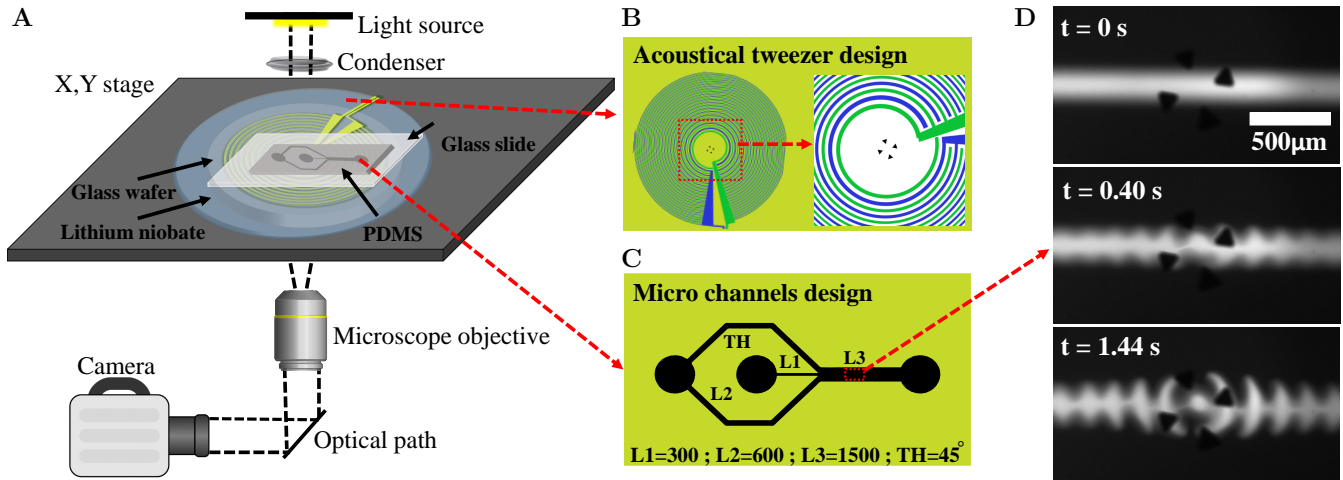 A
Light source
Condenser
X,Y stage
Glass slide
Glass wafer
Lithium niobate
PDMS
Microscope objective
Camera
Optical path
B
Acoustical tweezer design
C
Micro channels design
TH
L1
L3
L2
L1=300 ; L2=600 ; L3=1500 ; TH=45°
D
t = 0 s
500μm
t = 0.40 s
t = 1.44 s